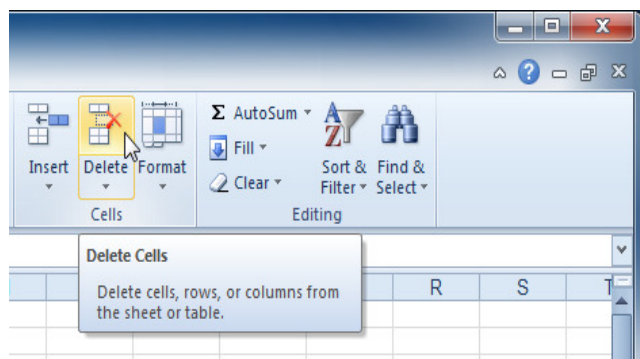 Σ AutoSum
Fill
Clear
Insert Delete Format
Sort & Filter
Find & Select
Cells
Editing
Delete Cells
Delete cells, rows, or columns from
the sheet or table.
R S T